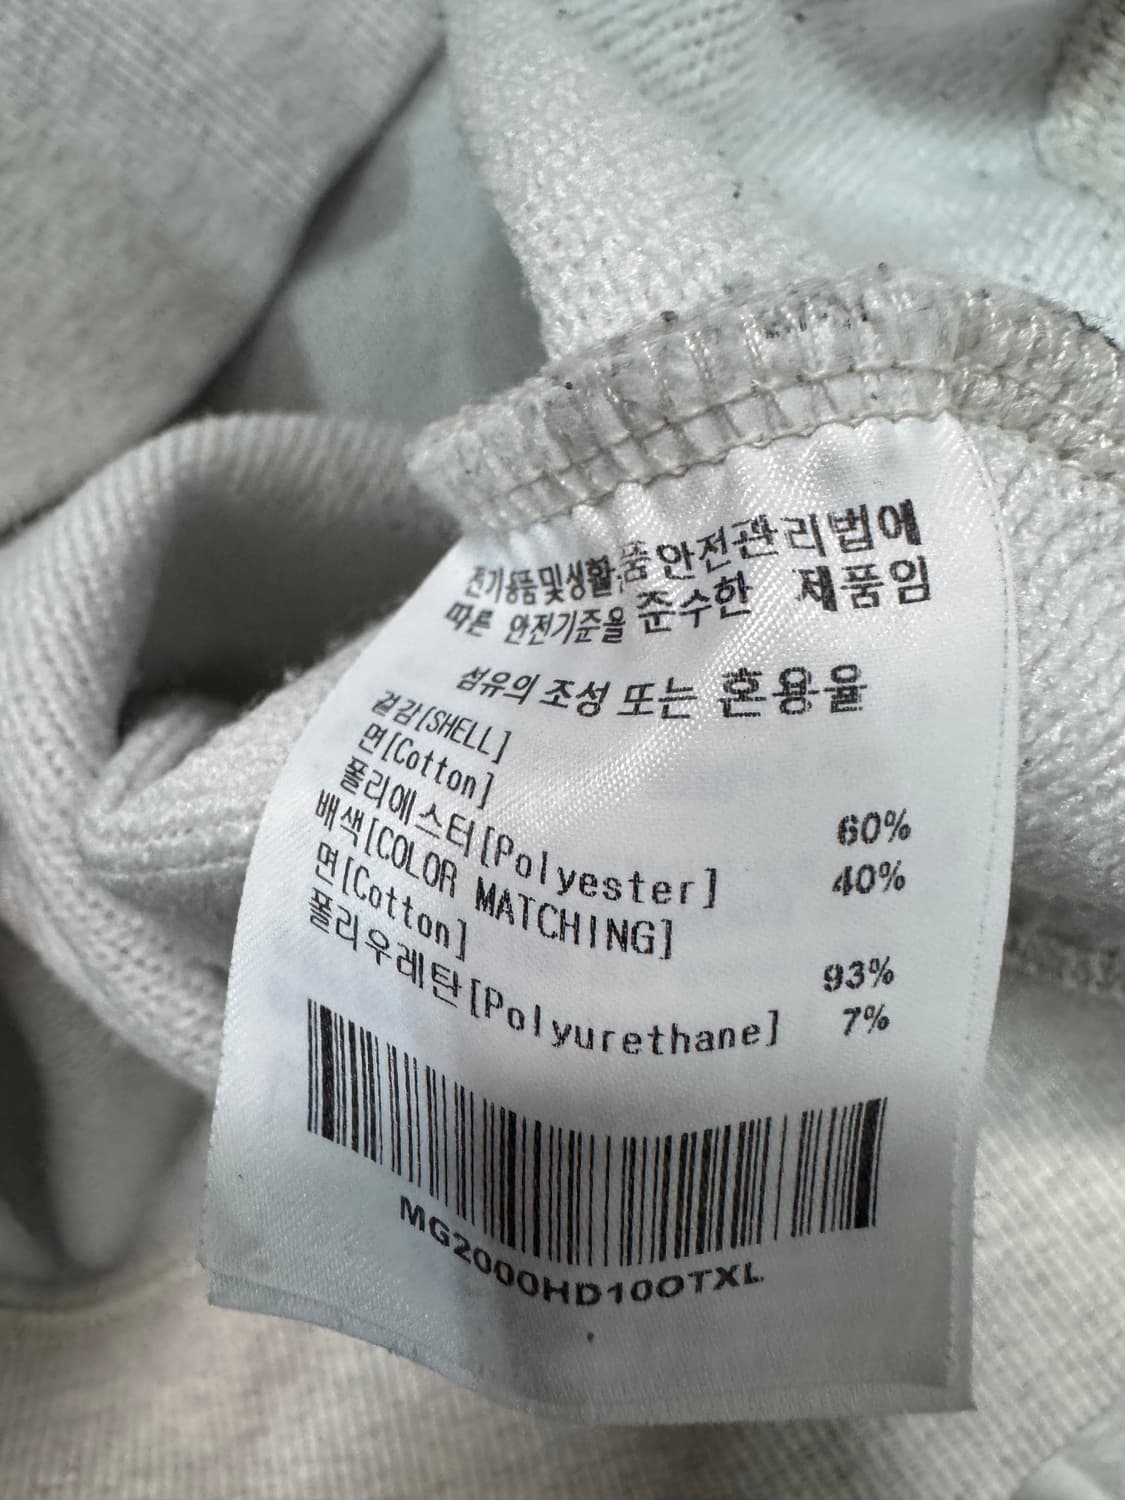 전기용품및생활용품안전관리법에
따른 안전기준을 준수한 제품임
섬유의 조성 또는 혼용율
겉감[SHELL]
면[Cotton] 60%
폴리에스터[Polyester] 40%
배색[COLOR MATCHING]
면[Cotton] 93%
폴리우레탄[Polyurethane] 7%
MG2000HD100TXL